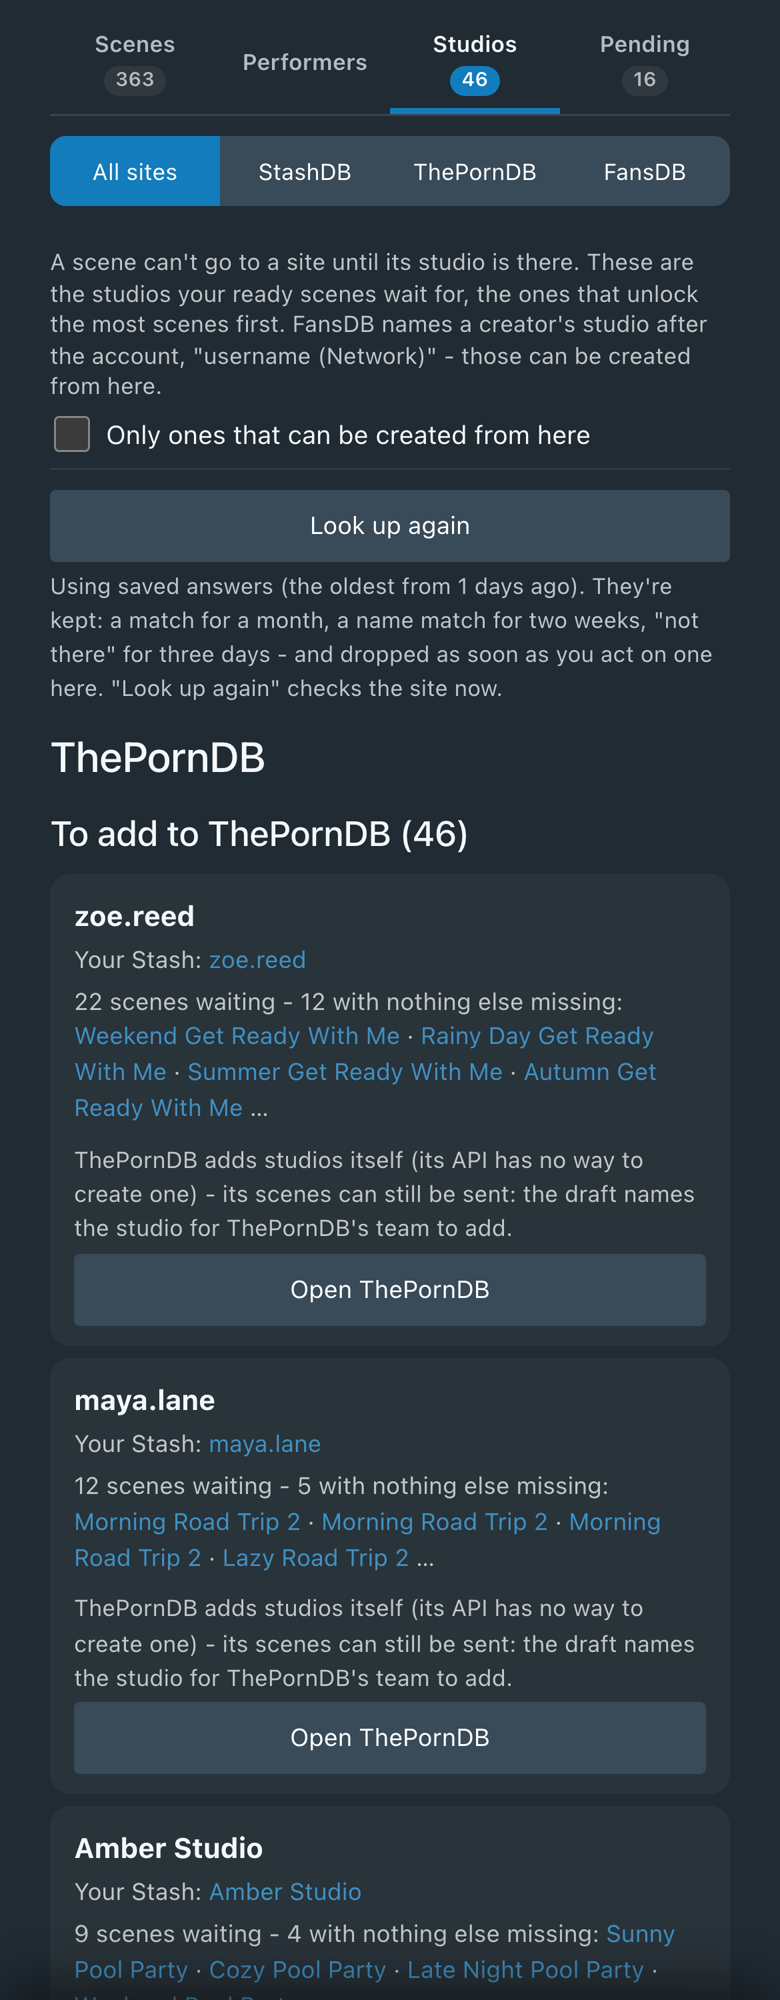 Scenes
363
Performers
Studios
46
Pending
16
All sites
StashDB
ThePornDB
FansDB
A scene can't go to a site until its studio is there. These are
the studios your ready scenes wait for, the ones that unlock
the most scenes first. FansDB names a creator's studio after
the account, "username (Network)" - those can be created
from here.
Only ones that can be created from here
Look up again
Using saved answers (the oldest from 1 days ago). They're
kept: a match for a month, a name match for two weeks, "not
there" for three days - and dropped as soon as you act on one
here. "Look up again" checks the site now.
ThePornDB
To add to ThePornDB (46)
zoe.reed
Your Stash: zoe.reed
22 scenes waiting - 12 with nothing else missing:
Weekend Get Ready With Me · Rainy Day Get Ready
With Me · Summer Get Ready With Me · Autumn Get
Ready With Me ...
ThePornDB adds studios itself (its API has no way to
create one) - its scenes can still be sent: the draft names
the studio for ThePornDB's team to add.
Open ThePornDB
maya.lane
Your Stash: maya.lane
12 scenes waiting - 5 with nothing else missing:
Morning Road Trip 2 · Morning Road Trip 2 · Morning
Road Trip 2 · Lazy Road Trip 2 ...
ThePornDB adds studios itself (its API has no way to
create one) - its scenes can still be sent: the draft names
the studio for ThePornDB's team to add.
Open ThePornDB
Amber Studio
Your Stash: Amber Studio
9 scenes waiting - 4 with nothing else missing: Sunny
Pool Party · Cozy Pool Party · Late Night Pool Party ·